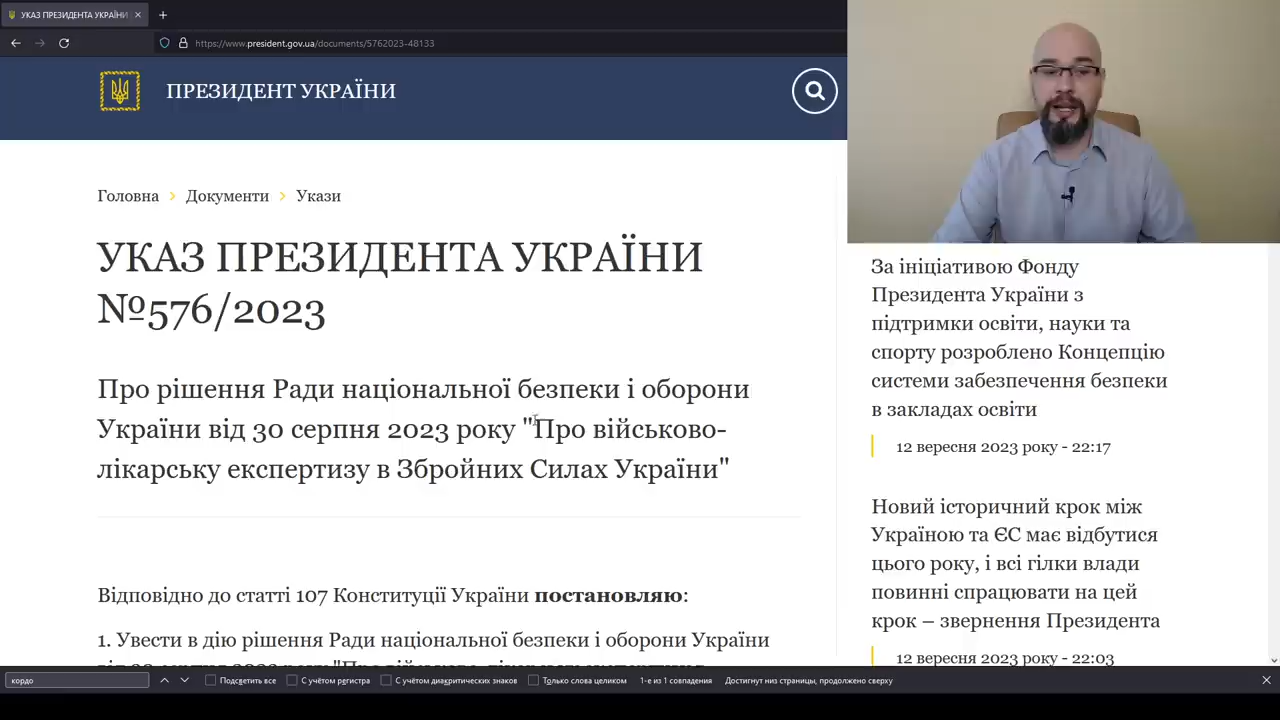 УКАЗ ПРЕЗИДЕНТА УКРАЇНИ
https://www.president.gov.ua/documents/5762023-48133
ПРЕЗИДЕНТ УКРАЇНИ
Головна > Документи > Укази
УКАЗ ПРЕЗИДЕНТА УКРАЇНИ
№576/2023
Про рішення Ради національної безпеки і оборони
України від 30 серпня 2023 року "Про військово-
лікарську експертизу в Збройних Силах України"
Відповідно до статті 107 Конституції України постановляю:
1. Увести в дію рішення Ради національної безпеки і оборони України
За ініціативою Фонду
Президента України з
підтримки освіти, науки та
спорту розроблено Концепцію
системи забезпечення безпеки
в закладах освіти
12 вересня 2023 року - 22:17
Новий історичний крок між
Україною та ЄС має відбутися
цього року, і всі гілки влади
повинні спрацювати на цей
крок – звернення Президента
12 вересня 2023 року - 22:03
кордо
Подсветить все
С учётом регистра
С учётом диакритических знаков
Только слова целиком
1-е из 1 совпадения
Достигнут низ страницы, продолжено сверху